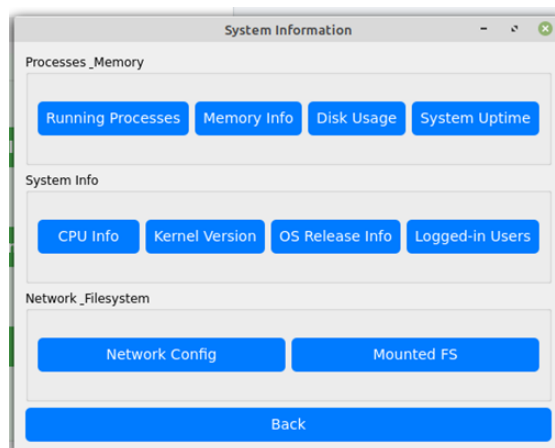 System Information
Processes _Memory
Running Processes Memory Info Disk Usage System Uptime
System Info
CPU Info Kernel Version OS Release Info Logged-in Users
Network _Filesystem
Network Config Mounted FS
Back